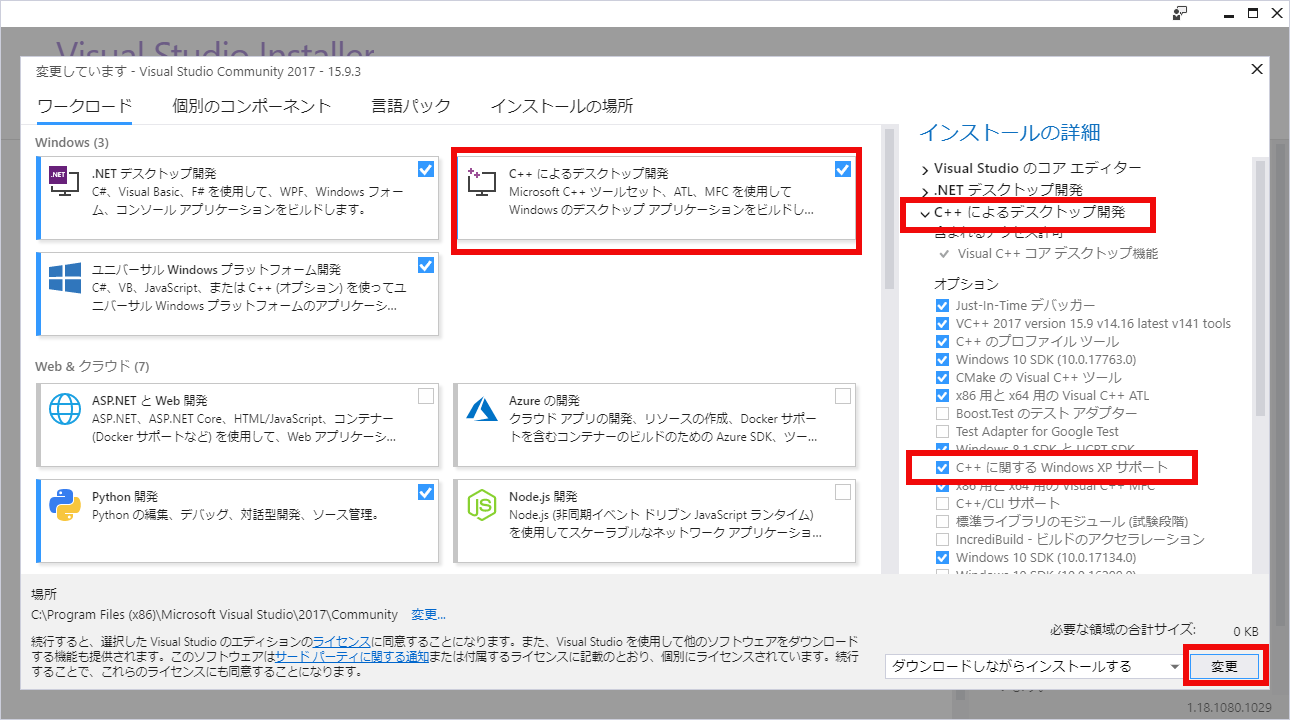 Visual Studio Installer
変更しています - Visual Studio Community 2017 - 15.9.3
ワークロード 個別のコンポーネント 言語パック インストールの場所
Windows (3)
.NET デスクトップ開発
C#、Visual Basic、F# を使用して、WPF、Windows フォー
ム、コンソール アプリケーションをビルドします。
C++ によるデスクトップ開発
Microsoft C++ ツールセット、ATL、MFC を使用して
Windows のデスクトップ アプリケーションをビルドし...
ユニバーサル Windows プラットフォーム開発
C#、VB、JavaScript、または C++ (オプション) を使ってユ
ニバーサル Windows プラットフォームのアプリケーシ...
Web & クラウド (7)
ASP.NET と Web 開発
ASP.NET、ASP.NET Core、HTML/JavaScript、コンテナー
(Docker サポートなど) を使用して、Web アプリケーシ...
Azure の開発
クラウド アプリの開発、リソースの作成、Docker サポー
トを含むコンテナーのビルドのための Azure SDK、ツー...
Python 開発
Python の編集、デバッグ、対話型開発、ソース管理。
Node.js 開発
Node.js (非同期イベント ドリブン JavaScript ランタイム)
を使用してスケーラブルなネットワーク アプリケーショ...
インストールの詳細
Visual Studio のコア エディター
.NET デスクトップ開発
C++ によるデスクトップ開発
含まれるアクセス許可
Visual C++ コア デスクトップ機能
オプション
Just-In-Time デバッガー
VC++ 2017 version 15.9 v14.16 latest v141 tools
C++ のプロファイル ツール
Windows 10 SDK (10.0.17763.0)
CMake の Visual C++ ツール
x86 用と x64 用の Visual C++ ATL
Boost.Test のテスト アダプター
Test Adapter for Google Test
Windows 8.1 SDK と UCRT SDK
C++ に関する Windows XP サポート
x86 用と x64 用の Visual C++ MFC
C++/CLI サポート
標準ライブラリのモジュール (試験段階)
IncrediBuild - ビルドのアクセラレーション
Windows 10 SDK (10.0.17134.0)
Windows 10 SDK (10.0.16299.0)
場所
C:\Program Files (x86)\Microsoft Visual Studio\2017\Community 変更...
続行すると、選択した Visual Studio のエディションのライセンスに同意することになります。また、Visual Studio を使用して他のソフトウェアをダウンロード
する機能も提供されます。このソフトウェアはサード パーティに関する通知または付属するライセンスに記載のとおり、個別にライセンスされています。続行
することで、これらのライセンスにも同意することになります。
必要な領域の合計サイズ: 0 KB
ダウンロードしながらインストールする 変更
1.18.1080.1029